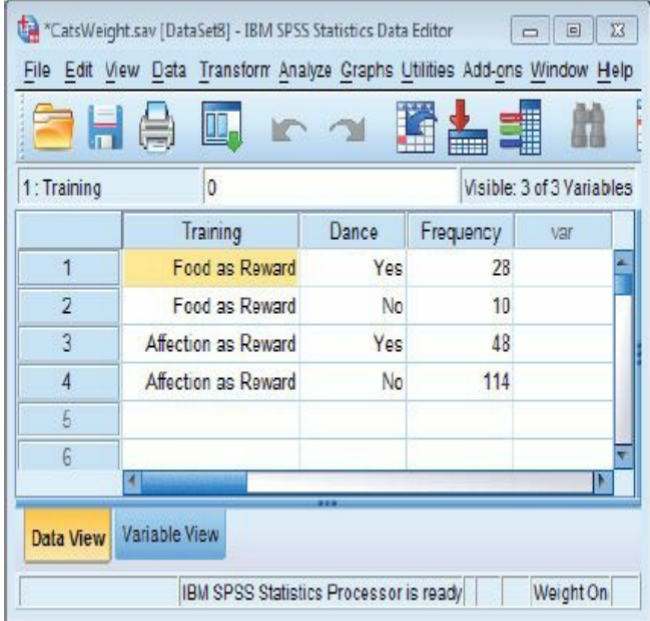 *CatsWeight.sav [DataSet8] - IBM SPSS Statistics Data Editor
File Edit View Data Transform Analyze Graphs Utilities Add-ons Window Help
1 : Training 0 Visible: 3 of 3 Variables
Training Dance Frequency var
1 Food as Reward Yes 28
2 Food as Reward No 10
3 Affection as Reward Yes 48
4 Affection as Reward No 114
5
6
Data View Variable View
IBM SPSS Statistics Processor is ready Weight On